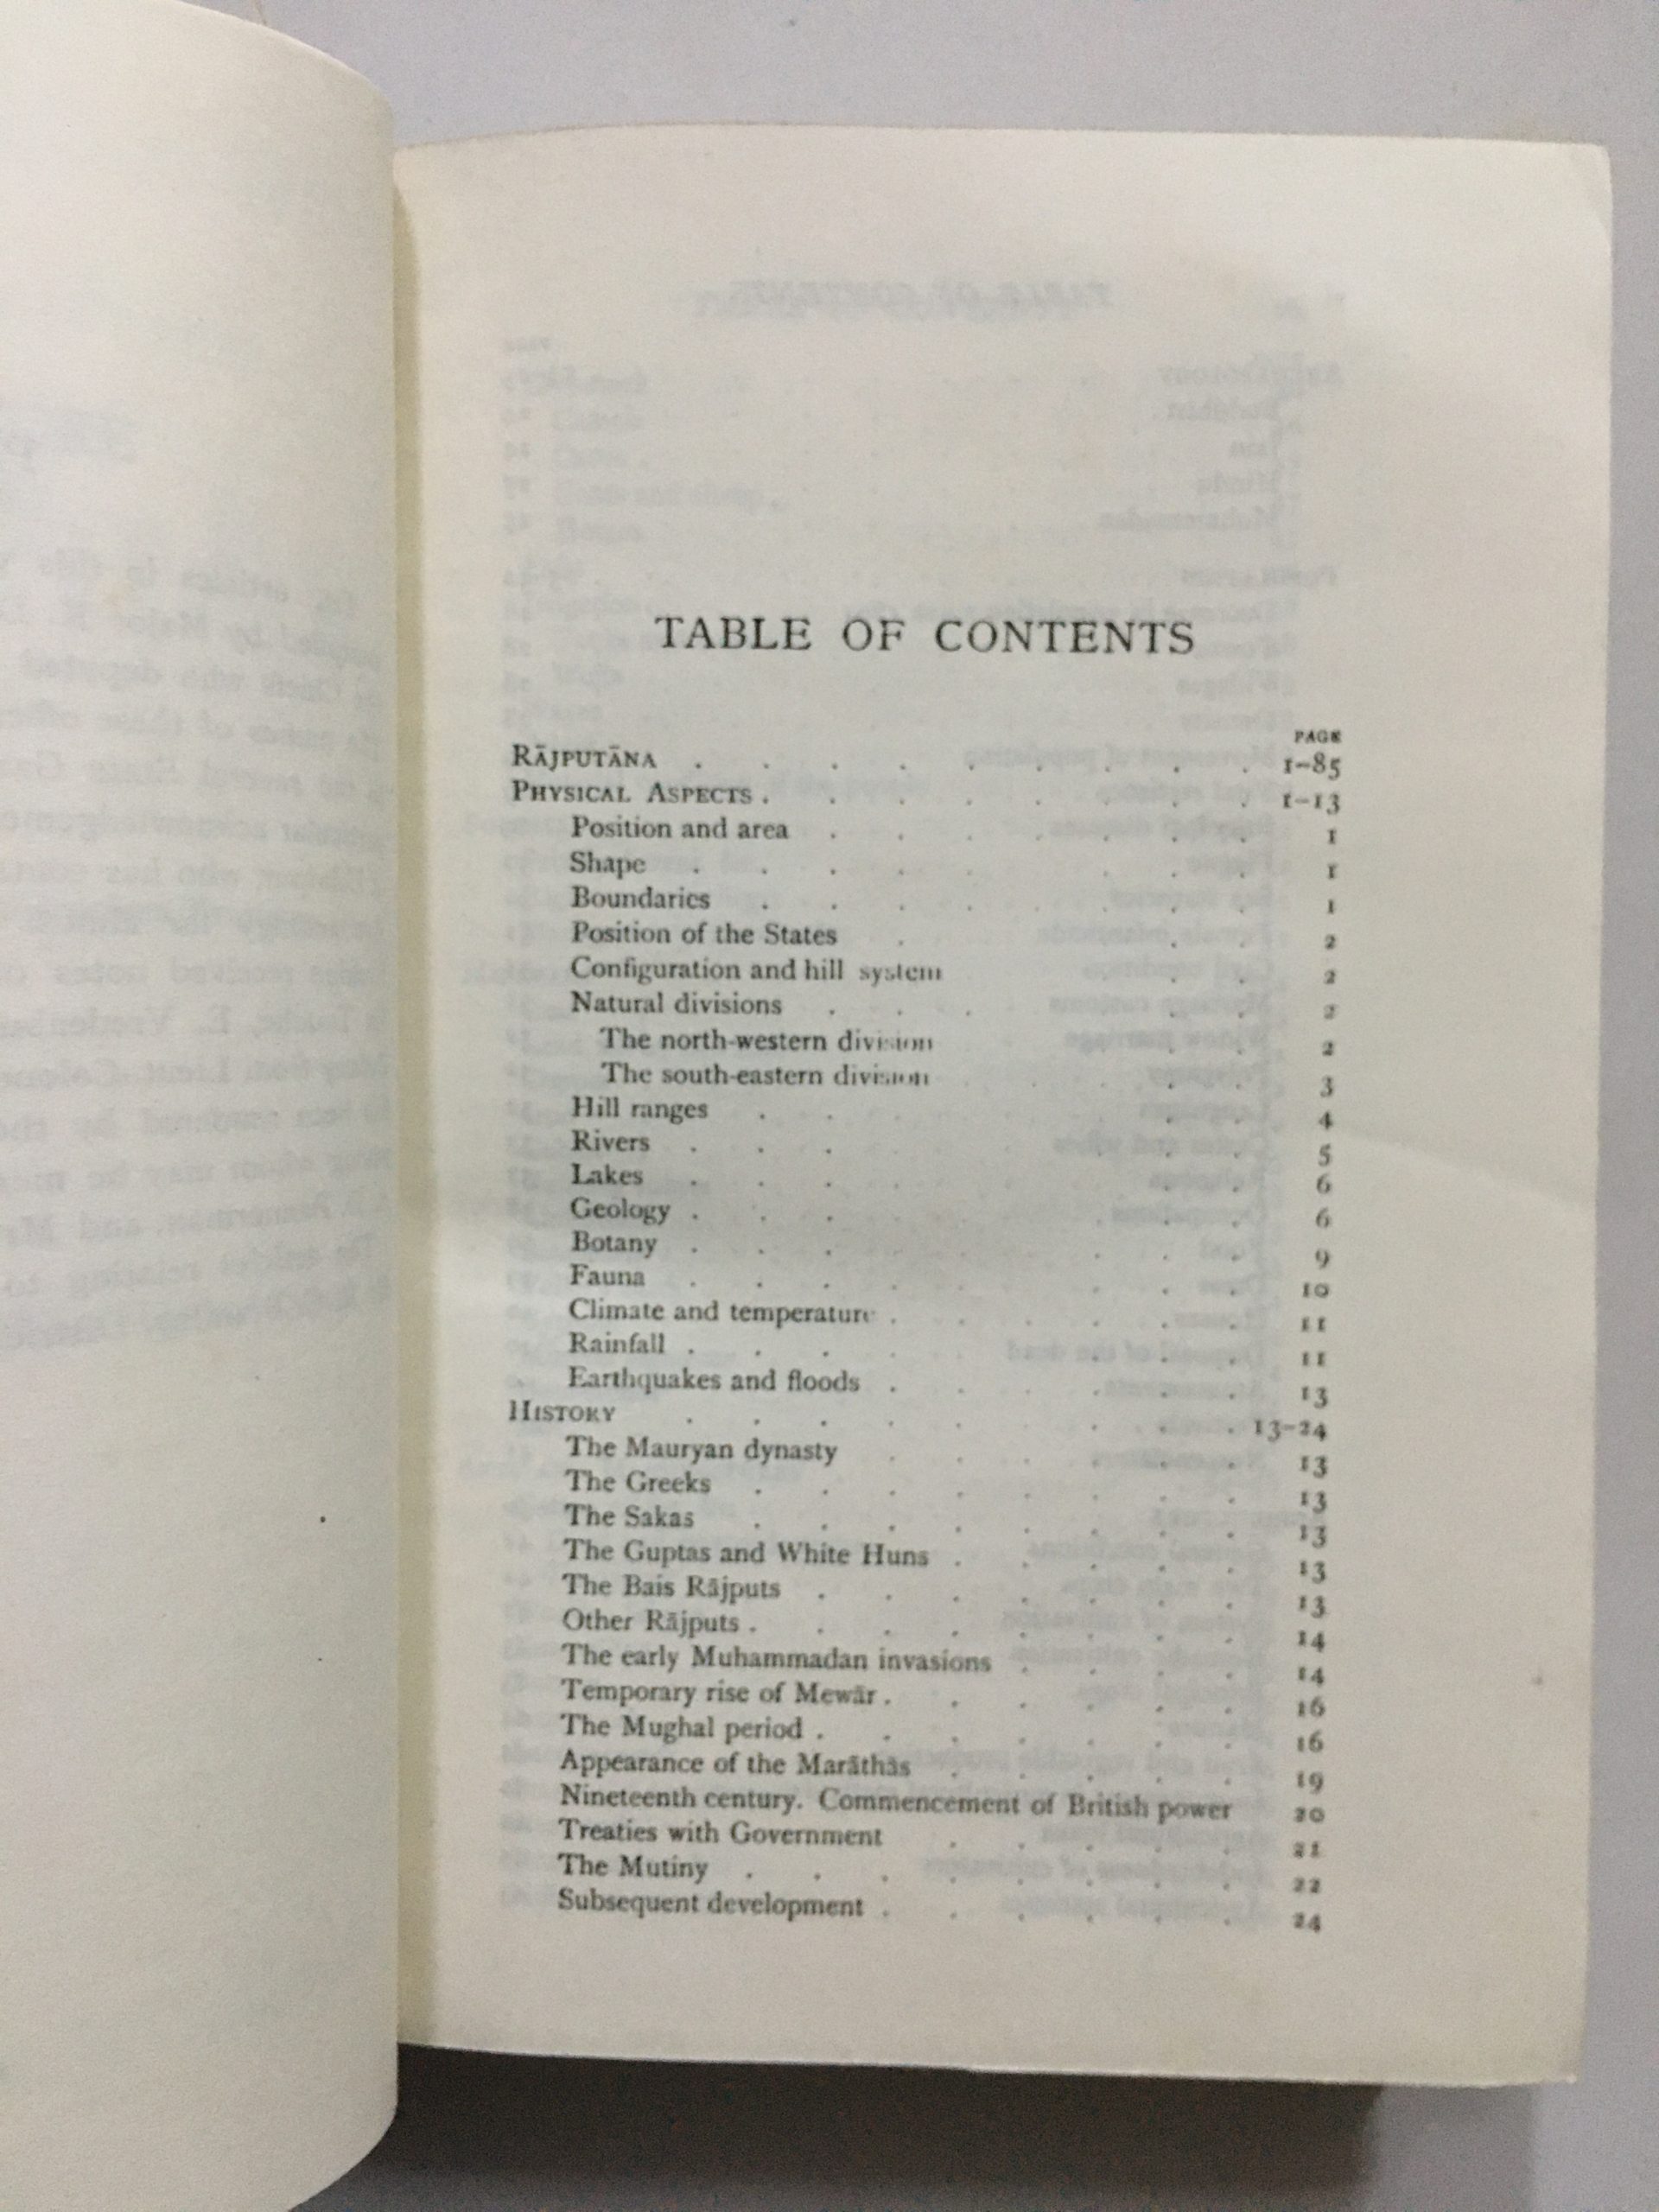 TABLE OF CONTENTS
PAGE
RĀJPUTĀNA . . . . . . . . . 1-85
PHYSICAL ASPECTS . . . . . . . . 1-13
Position and area . . . . . . . 1
Shape . . . . . . . . . 1
Boundaries . . . . . . . . 1
Position of the States . . . 2
Configuration and hill system 2
Natural divisions . . . . . 2
The north-western division . . 2
The south-eastern division . . 3
Hill ranges . . . . 4
Rivers . . . . . 5
Lakes . . . . . 6
Geology . . . . . . 6
Botany . . . . . . 9
Fauna . . . . . . 10
Climate and temperature . . . . . . 11
Rainfall . . . . . . 11
Earthquakes and floods . . . . . . 13
HISTORY . . . . . . . . . 13-24
The Mauryan dynasty . . . . . . 13
The Greeks . . . . . . . . 13
The Sakas . . . . . . . . 13
The Guptas and White Huns . . . . . 13
The Bais Rājputs . . . . . . . 13
Other Rājputs . . . . . . . . 14
The early Muhammadan invasions . . . . 14
Temporary rise of Mewār . . . . . . 16
The Mughal period . . . . . . . 16
Appearance of the Marāthās . . . . . 19
Nineteenth century. Commencement of British power 20
Treaties with Government . . . . . 21
The Mutiny . . . . . . . . 22
Subsequent development . . . . . . 24